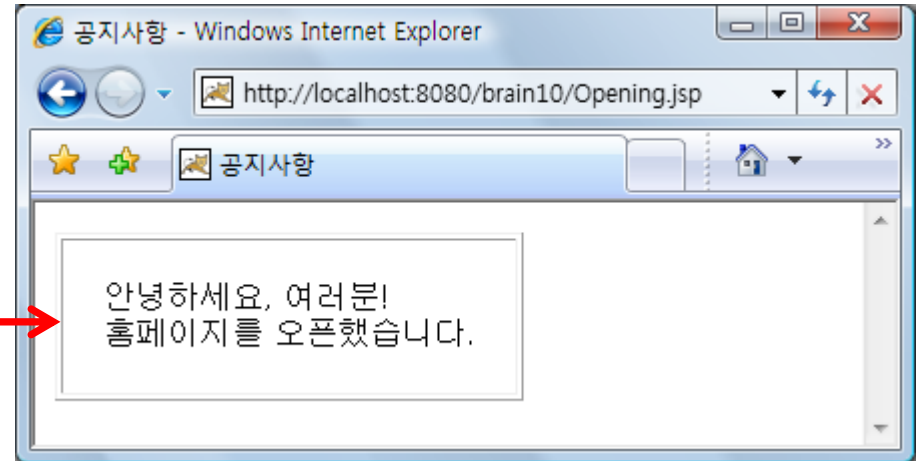 공지사항 - Windows Internet Explorer
http://localhost:8080/brain10/Opening.jsp
공지사항
안녕하세요, 여러분!
홈페이지를 오픈했습니다.